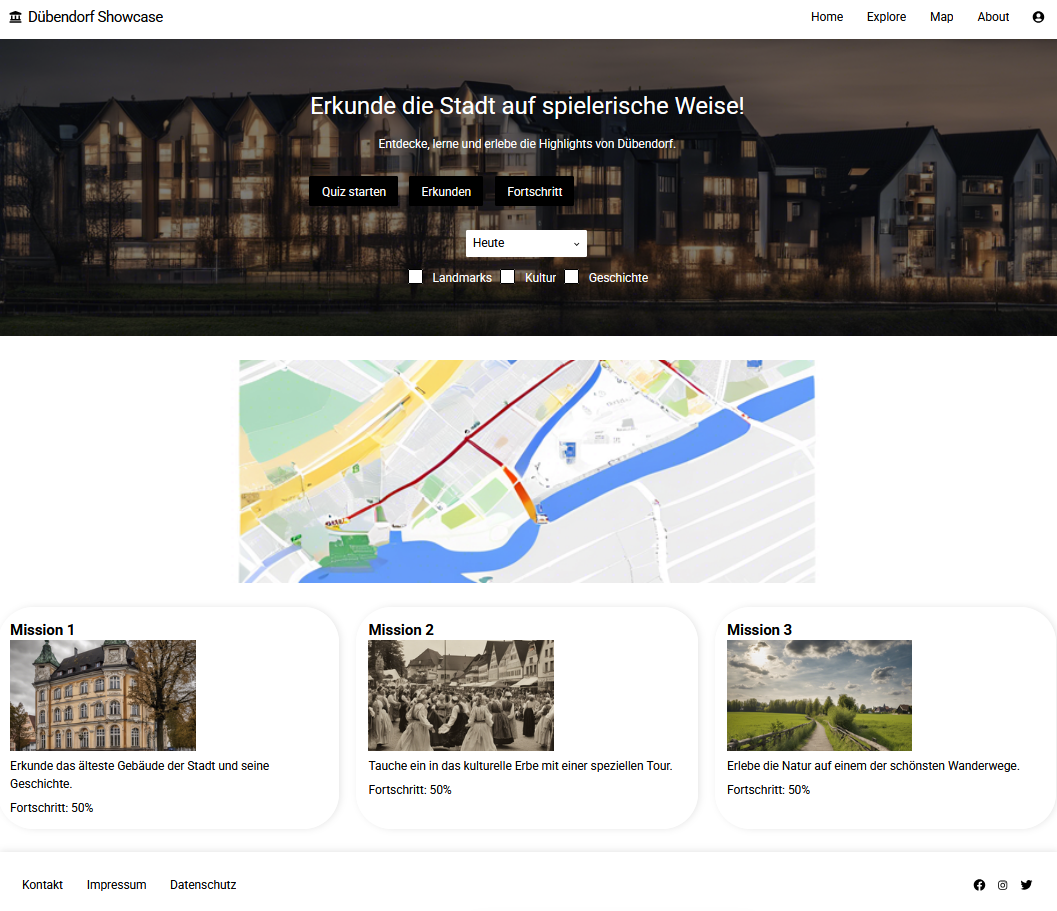 Dübendorf Showcase
Home Explore Map About
Erkunde die Stadt auf spielerische Weise!
Entdecke, lerne und erlebe die Highlights von Dübendorf.
Quiz starten Erkunden Fortschritt
Heute
Landmarks Kultur Geschichte
Mission 1
Erkunde das älteste Gebäude der Stadt und seine
Geschichte.
Fortschritt: 50%
Mission 2
Tauche ein in das kulturelle Erbe mit einer speziellen Tour.
Fortschritt: 50%
Mission 3
Erlebe die Natur auf einem der schönsten Wanderwege.
Fortschritt: 50%
Kontakt Impressum Datenschutz